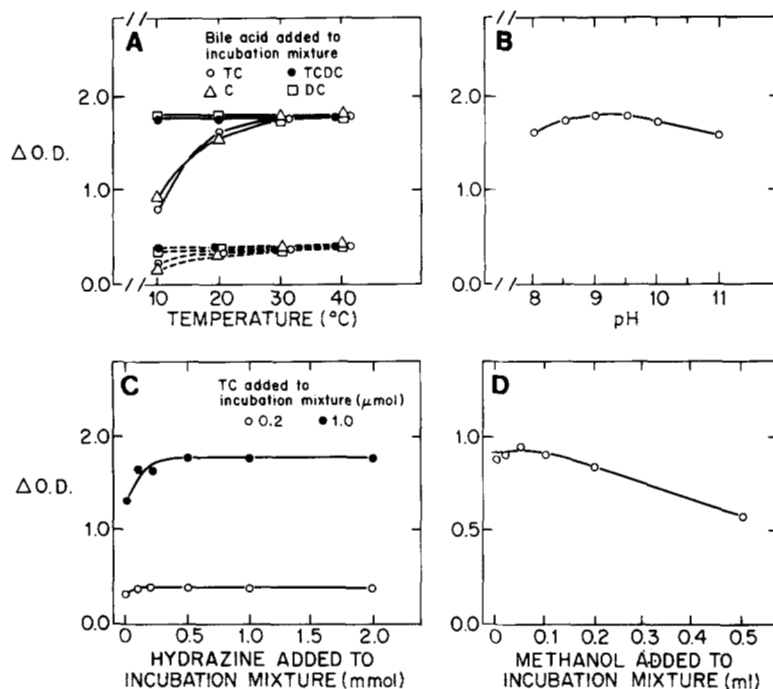 A
Bile acid added to
incubation mixture
○ TC ● TCDC
△ C □ DC
Δ O.D.
2.0
1.0
0.0
10 20 30 40
TEMPERATURE (°C)
B
2.0
1.0
0.0
8 9 10 11
pH
C
TC added to
incubation mixture (μmol)
○ 0.2 ● 1.0
Δ O.D.
2.0
1.0
0.0
0 0.5 1.0 1.5 2.0
HYDRAZINE ADDED TO
INCUBATION MIXTURE (mmol)
D
1.0
0.5
0.0
0 0.1 0.2 0.3 0.4 0.5
METHANOL ADDED TO
INCUBATION MIXTURE (ml)